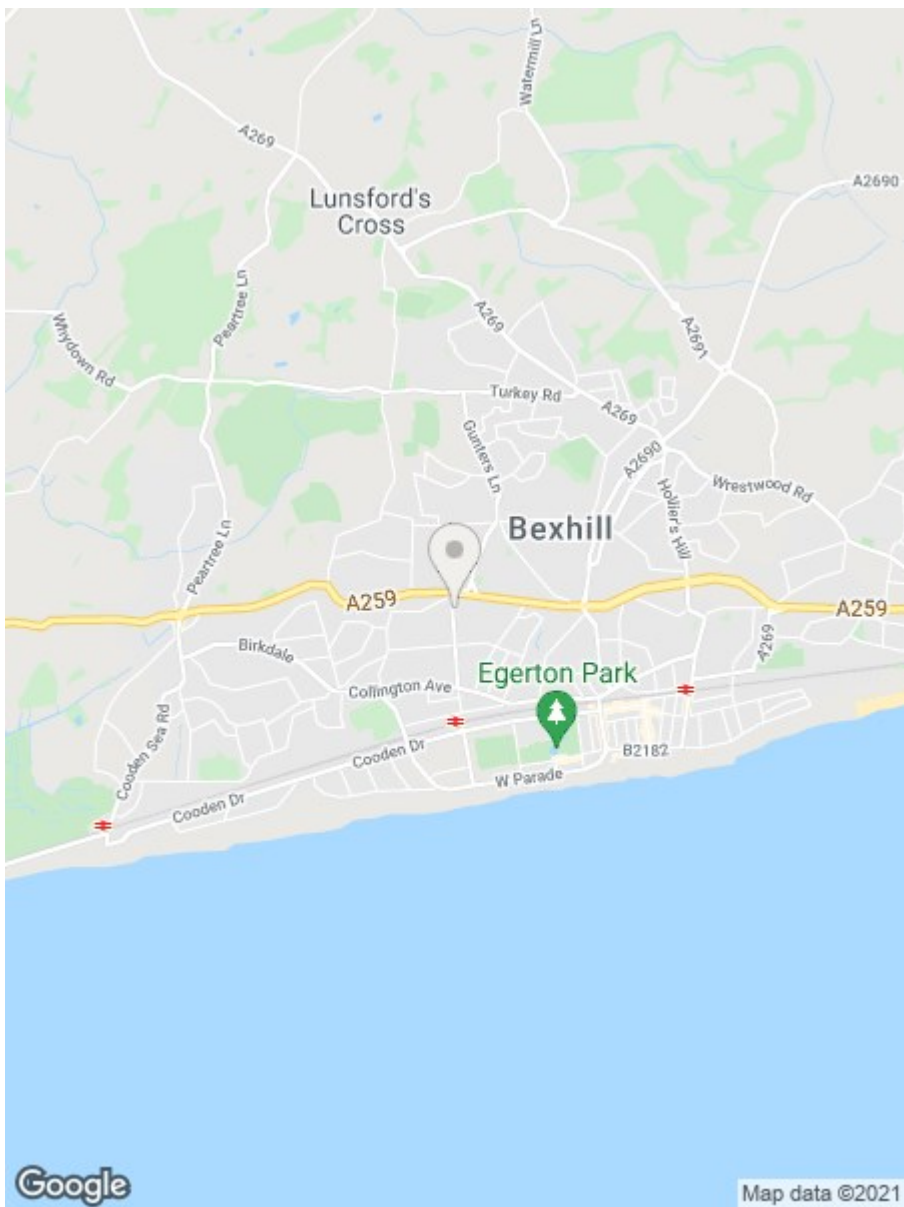 Watermill Ln
A269
A2690
Lunsford's
Cross
Peartree Ln
A269
A2691
Whydown Rd
Turkey Rd
A269
Gunters Ln
A2690
Wrestwood Rd
Hollier's Hill
Bexhill
Peartree Ln
A259
A259
Birkdale
A269
Egerton Park
Collington Ave
Cooden Sea Rd
Cooden Dr
B2182
W Parade
Cooden Dr
Google
Map data ©2021